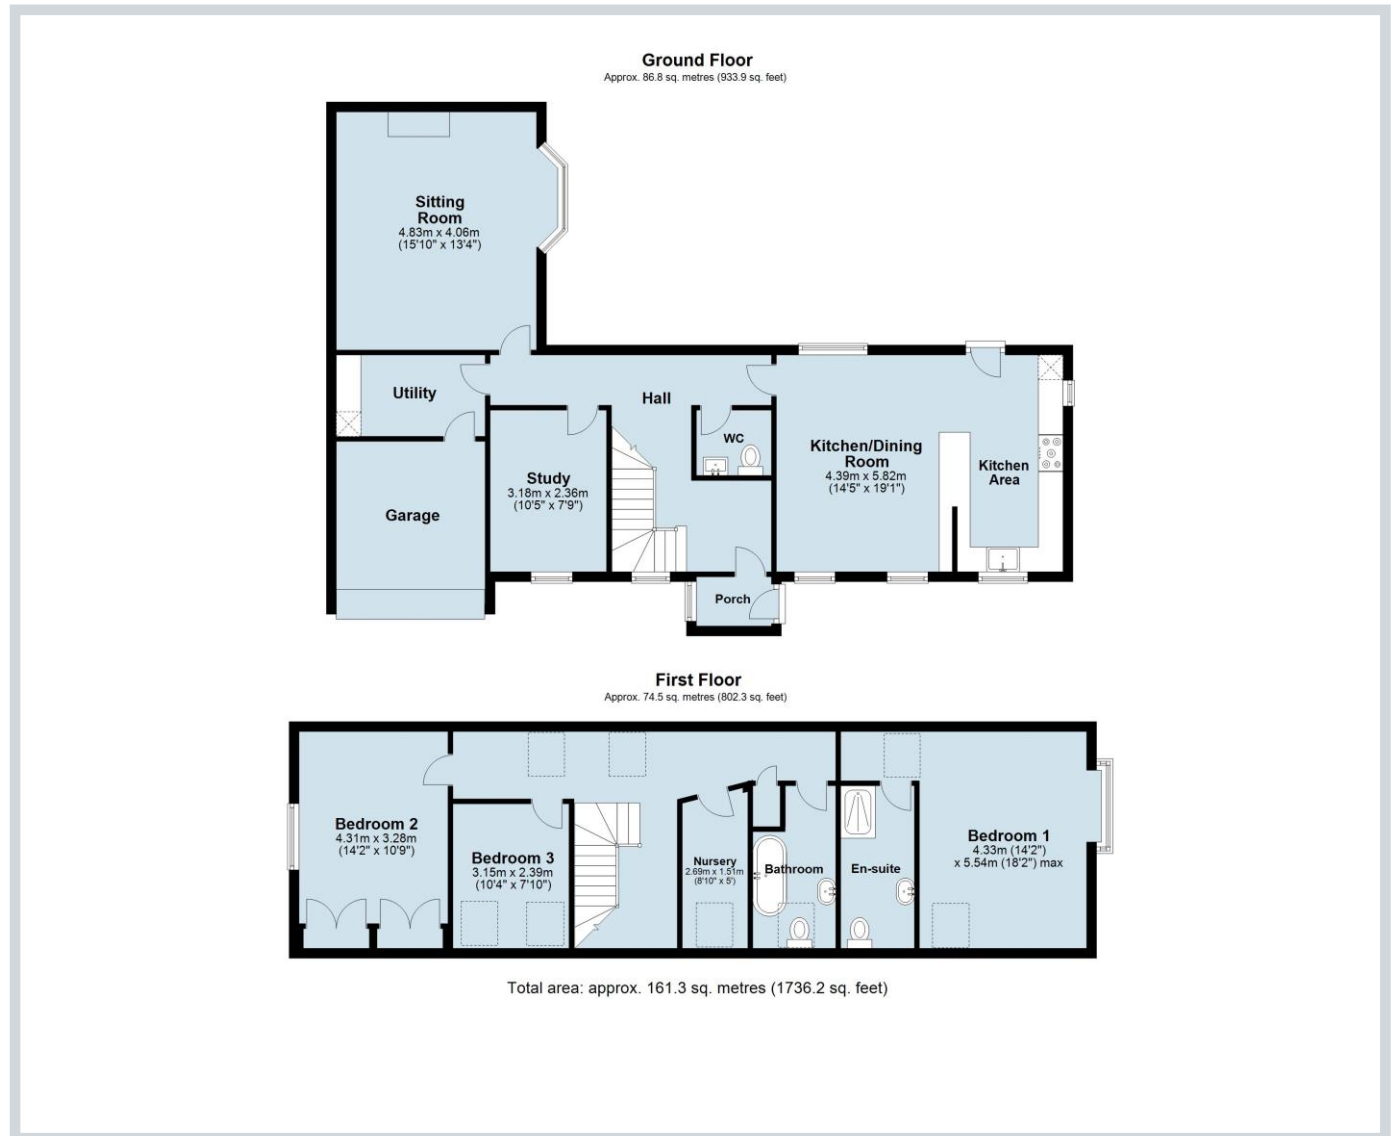 Ground Floor
Approx. 86.8 sq. metres (933.9 sq. feet)
Sitting
Room
4.83m x 4.06m
(15'10" x 13'4")
Utility
Hall
WC
Kitchen/Dining
Room
4.39m x 5.82m
(14'5" x 19'1")
Kitchen
Area
Study
3.18m x 2.36m
(10'5" x 7'9")
Garage
Porch
First Floor
Approx. 74.5 sq. metres (802.3 sq. feet)
Bedroom 2
4.31m x 3.28m
(14'2" x 10'9")
Bedroom 3
3.15m x 2.39m
(10'4" x 7'10")
Nursery
2.69m x 1.51m
(8'10" x 5')
Bathroom
En-suite
Bedroom 1
4.33m (14'2")
x 5.54m (18'2") max
Total area: approx. 161.3 sq. metres (1736.2 sq. feet)